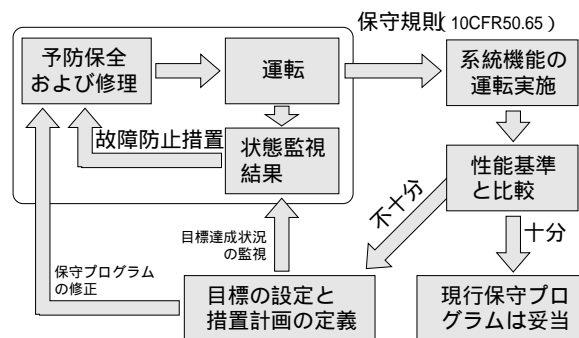 保守規則(10CFR50.65)
予防保全
および修理
運転
系統機能の
運転実施
故障防止措置
状態監視
結果
性能基準
と比較
不十分
十分
目標達成状況
の監視
保守プログラム
の修正
目標の設定と
措置計画の定義
現行保守プロ
グラムは妥当